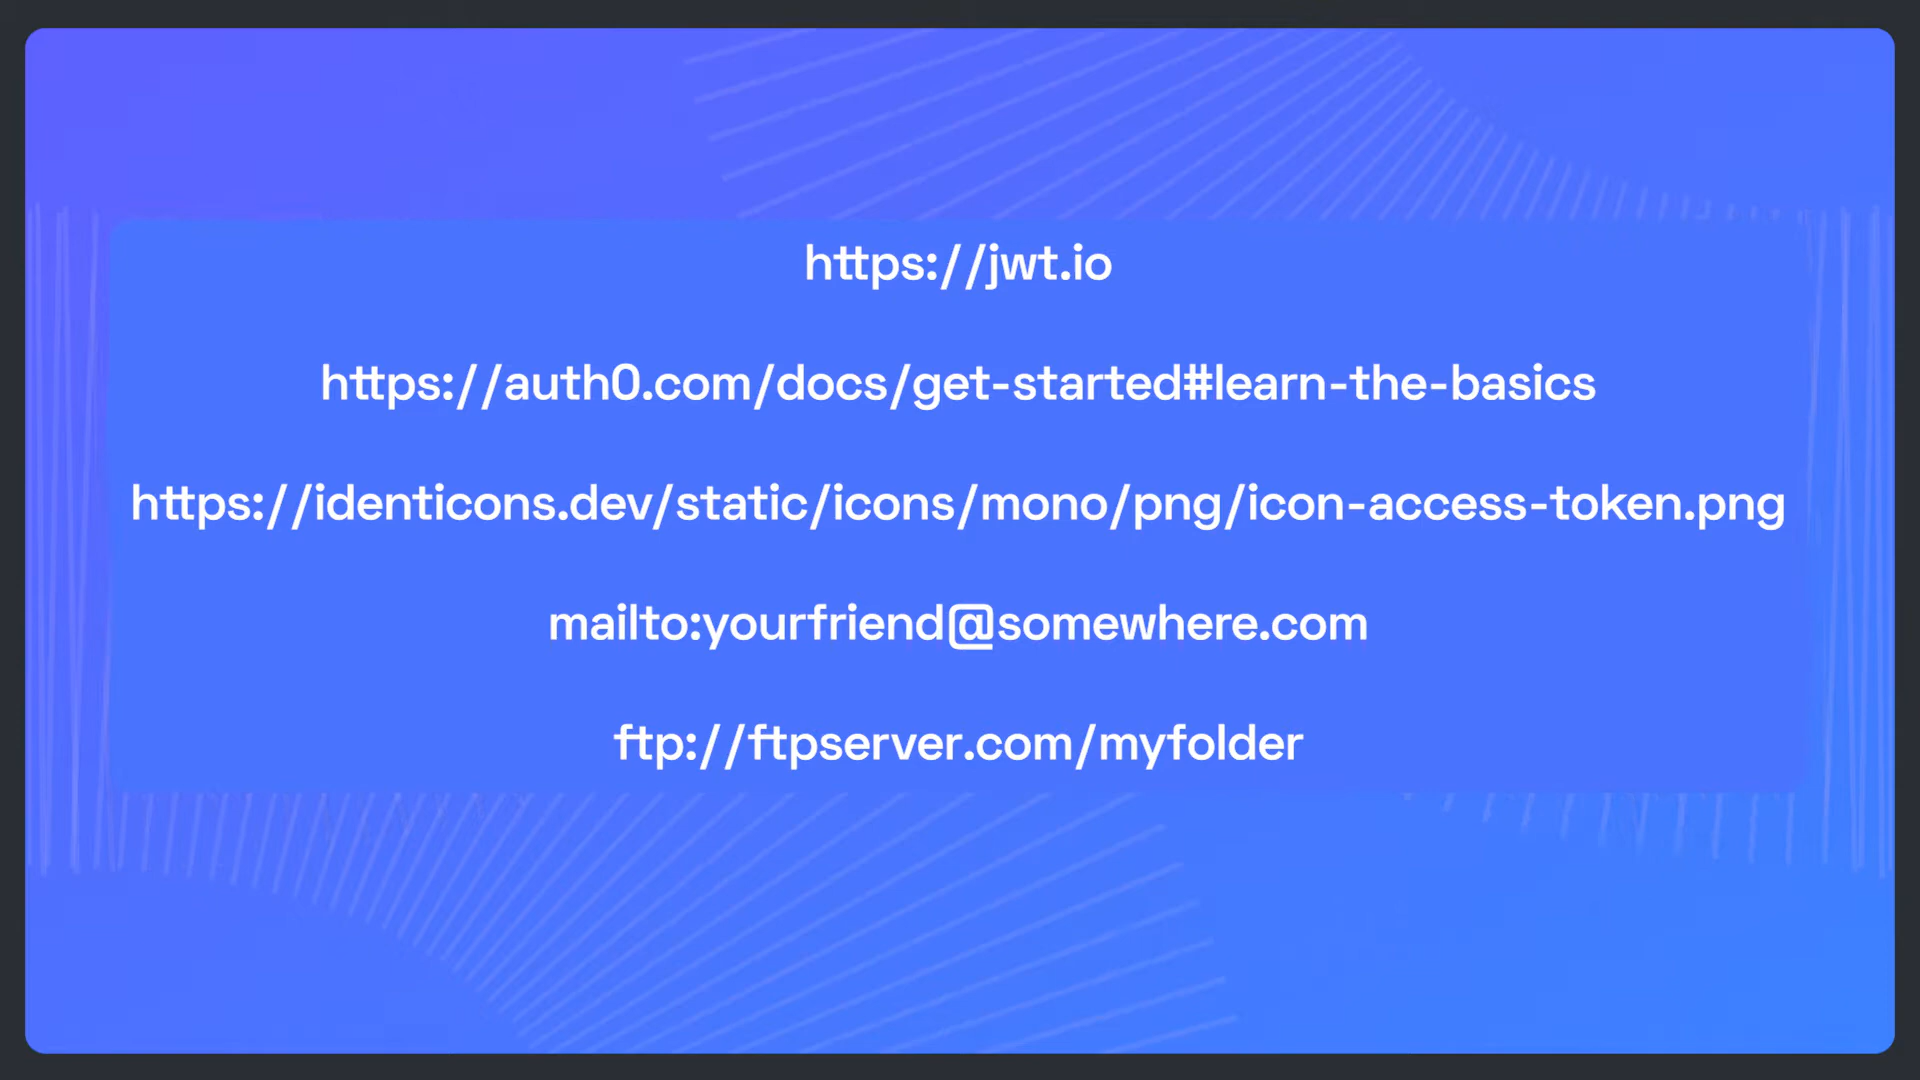 https://jwt.io
https://auth0.com/docs/get-started#learn-the-basics
https://identicons.dev/static/icons/mono/png/icon-access-token.png
mailto:yourfriend@somewhere.com
ftp://ftpserver.com/myfolder